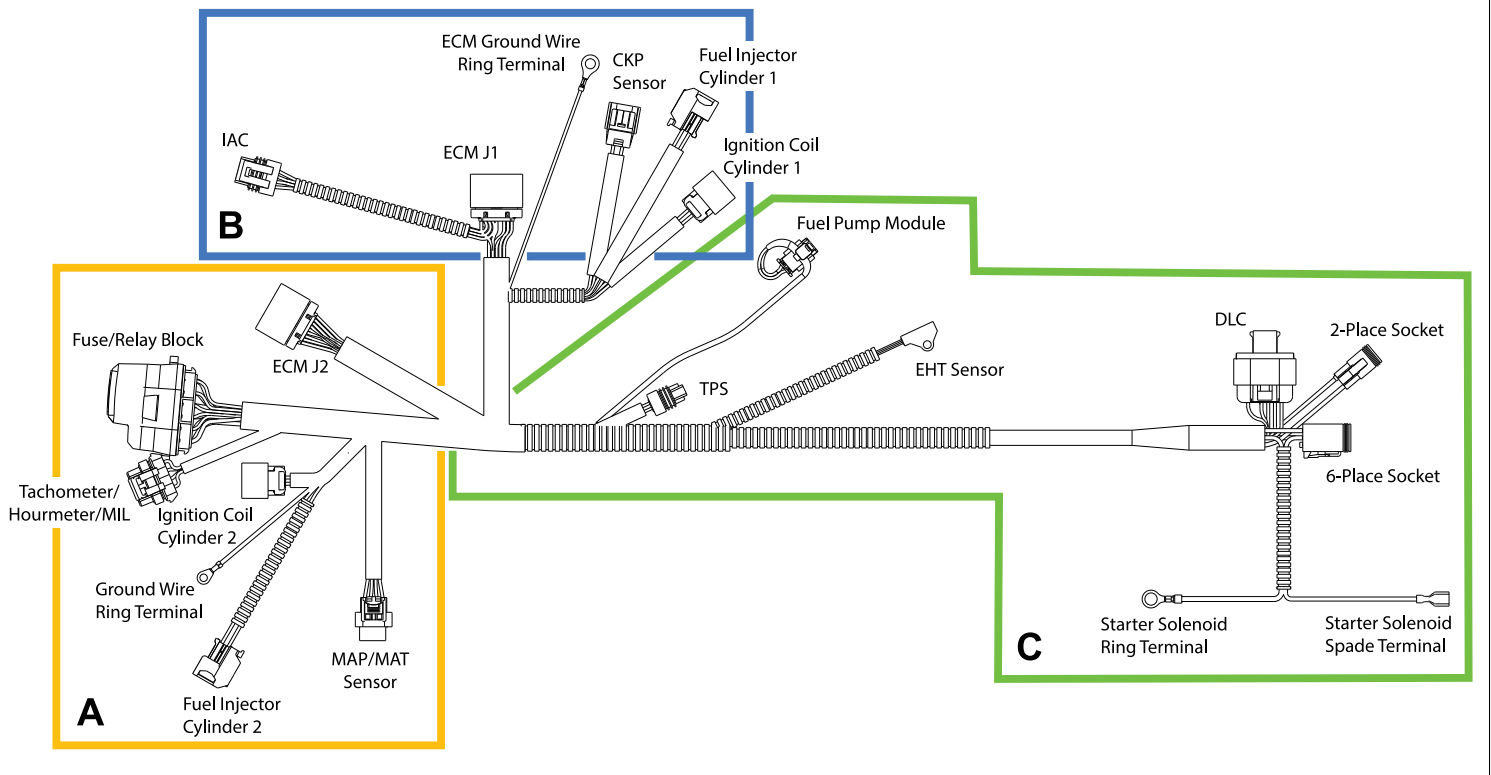 ECM Ground Wire
Ring Terminal
CKP
Sensor
Fuel Injector
Cylinder 1
IAC
ECM J1
Ignition Coil
Cylinder 1
B
Fuel Pump Module
Fuse/Relay Block
ECM J2
DLC
2-Place Socket
EHT Sensor
TPS
6-Place Socket
Tachometer/
Hourmeter/MIL
Ignition Coil
Cylinder 2
Ground Wire
Ring Terminal
MAP/MAT
Sensor
Fuel Injector
Cylinder 2
A
Starter Solenoid
Ring Terminal
Starter Solenoid
Spade Terminal
C